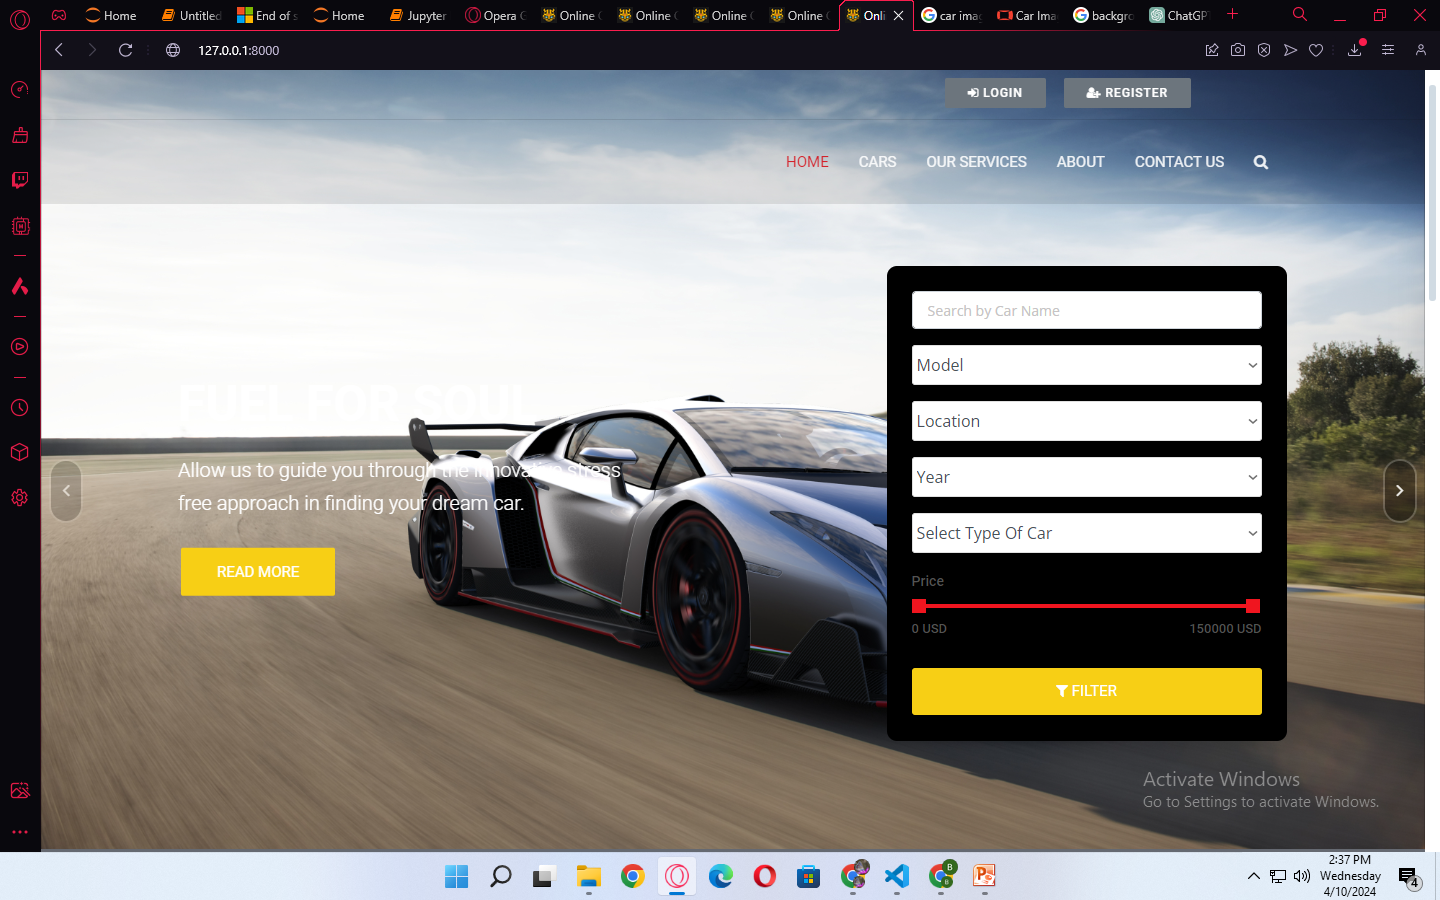 Home
Untitled
End of s
Home
Jupyter
Opera G
Online
Online
Online
Online
Onli
car imag
Car Ima
backgro
ChatGPT
127.0.0.1:8000
LOGIN
REGISTER
HOME
CARS
OUR SERVICES
ABOUT
CONTACT US
FUEL FOR SOUL
Allow us to guide you through the innovative stress
free approach in finding your dream car.
READ MORE
Search by Car Name
Model
Location
Year
Select Type Of Car
Price
0 USD
150000 USD
FILTER
Activate Windows
Go to Settings to activate Windows.
2:37 PM
Wednesday
4/10/2024
4